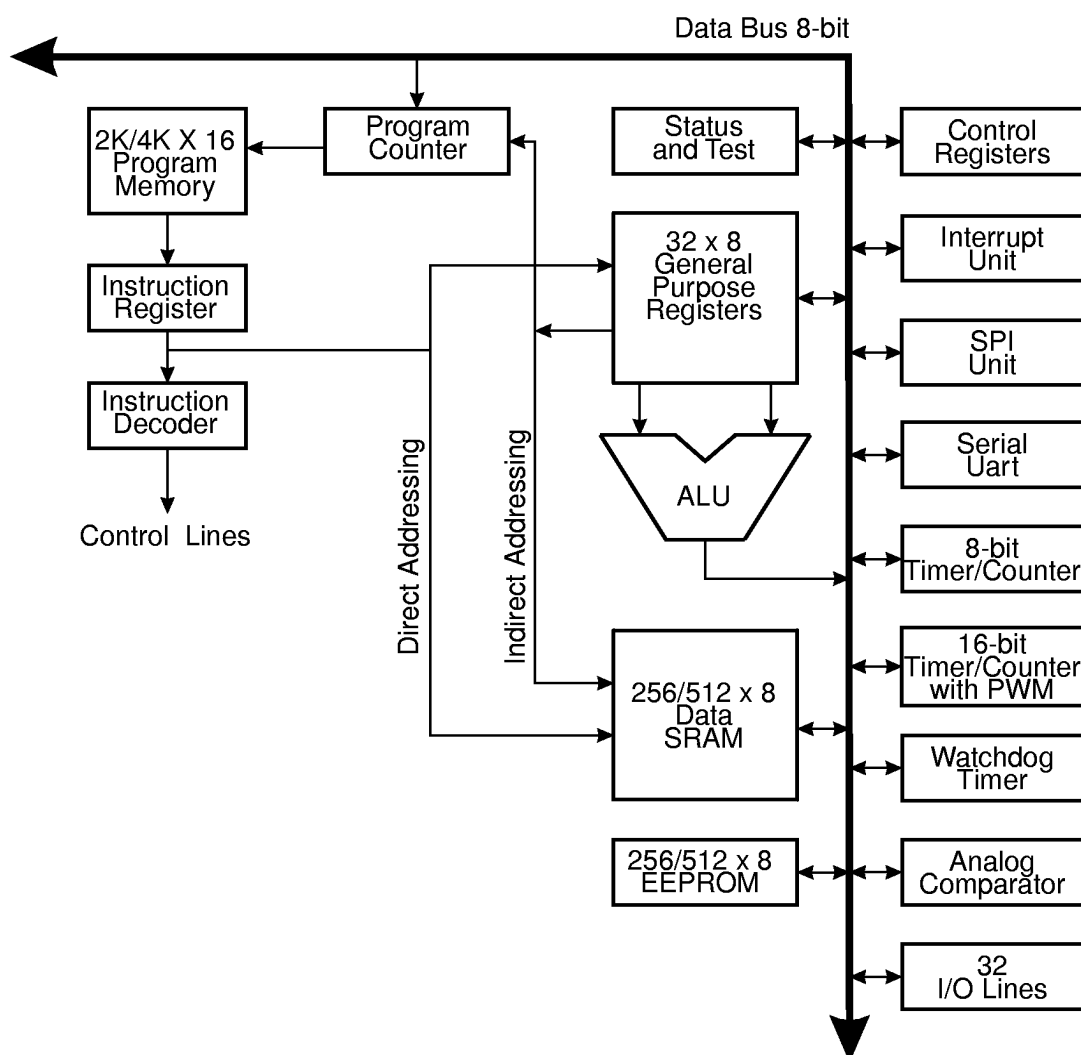 Data Bus 8-bit
2K/4K X 16
Program
Memory
Program
Counter
Status
and Test
Control
Registers
32 x 8
General
Purpose
Registers
Interrupt
Unit
Instruction
Register
SPI
Unit
Instruction
Decoder
Serial
Uart
ALU
Control Lines
Direct Addressing
Indirect Addressing
8-bit
Timer/Counter
16-bit
Timer/Counter
with PWM
256/512 x 8
Data
SRAM
Watchdog
Timer
256/512 x 8
EEPROM
Analog
Comparator
32
I/O Lines